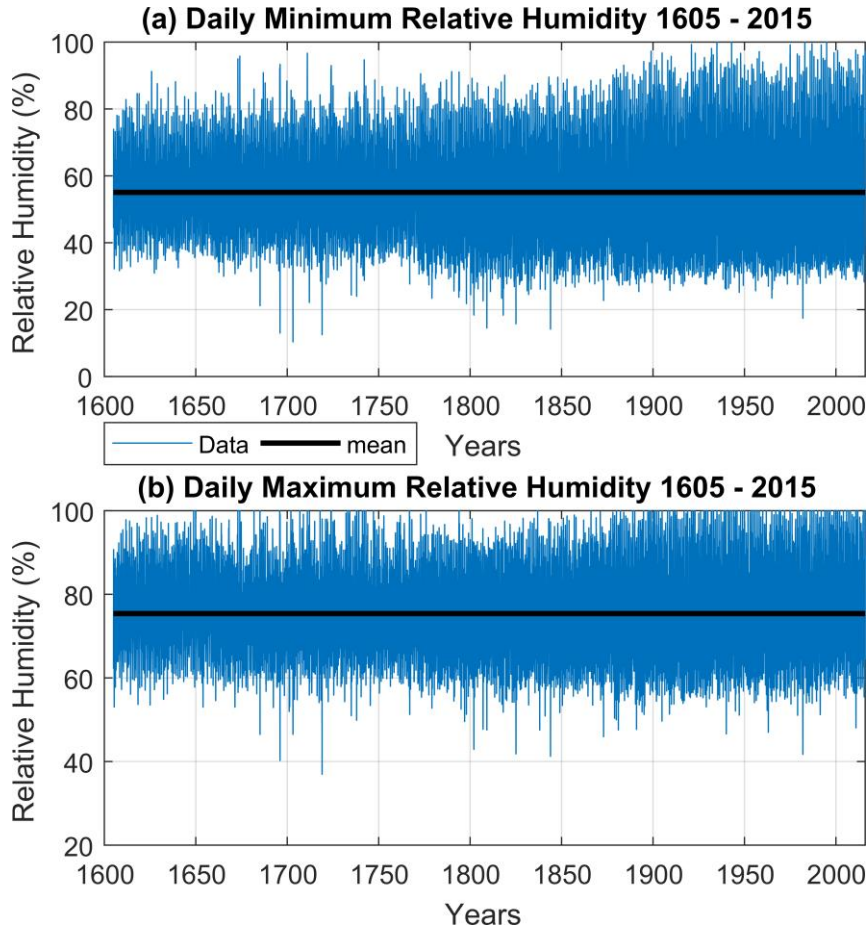 (a) Daily Minimum Relative Humidity 1605 - 2015
Relative Humidity (%)
100
80
60
40
20
0
1600 1650 1700 1750 1800 1850 1900 1950 2000
Years
Data mean
(b) Daily Maximum Relative Humidity 1605 - 2015
Relative Humidity (%)
100
80
60
40
20
1600 1650 1700 1750 1800 1850 1900 1950 2000
Years